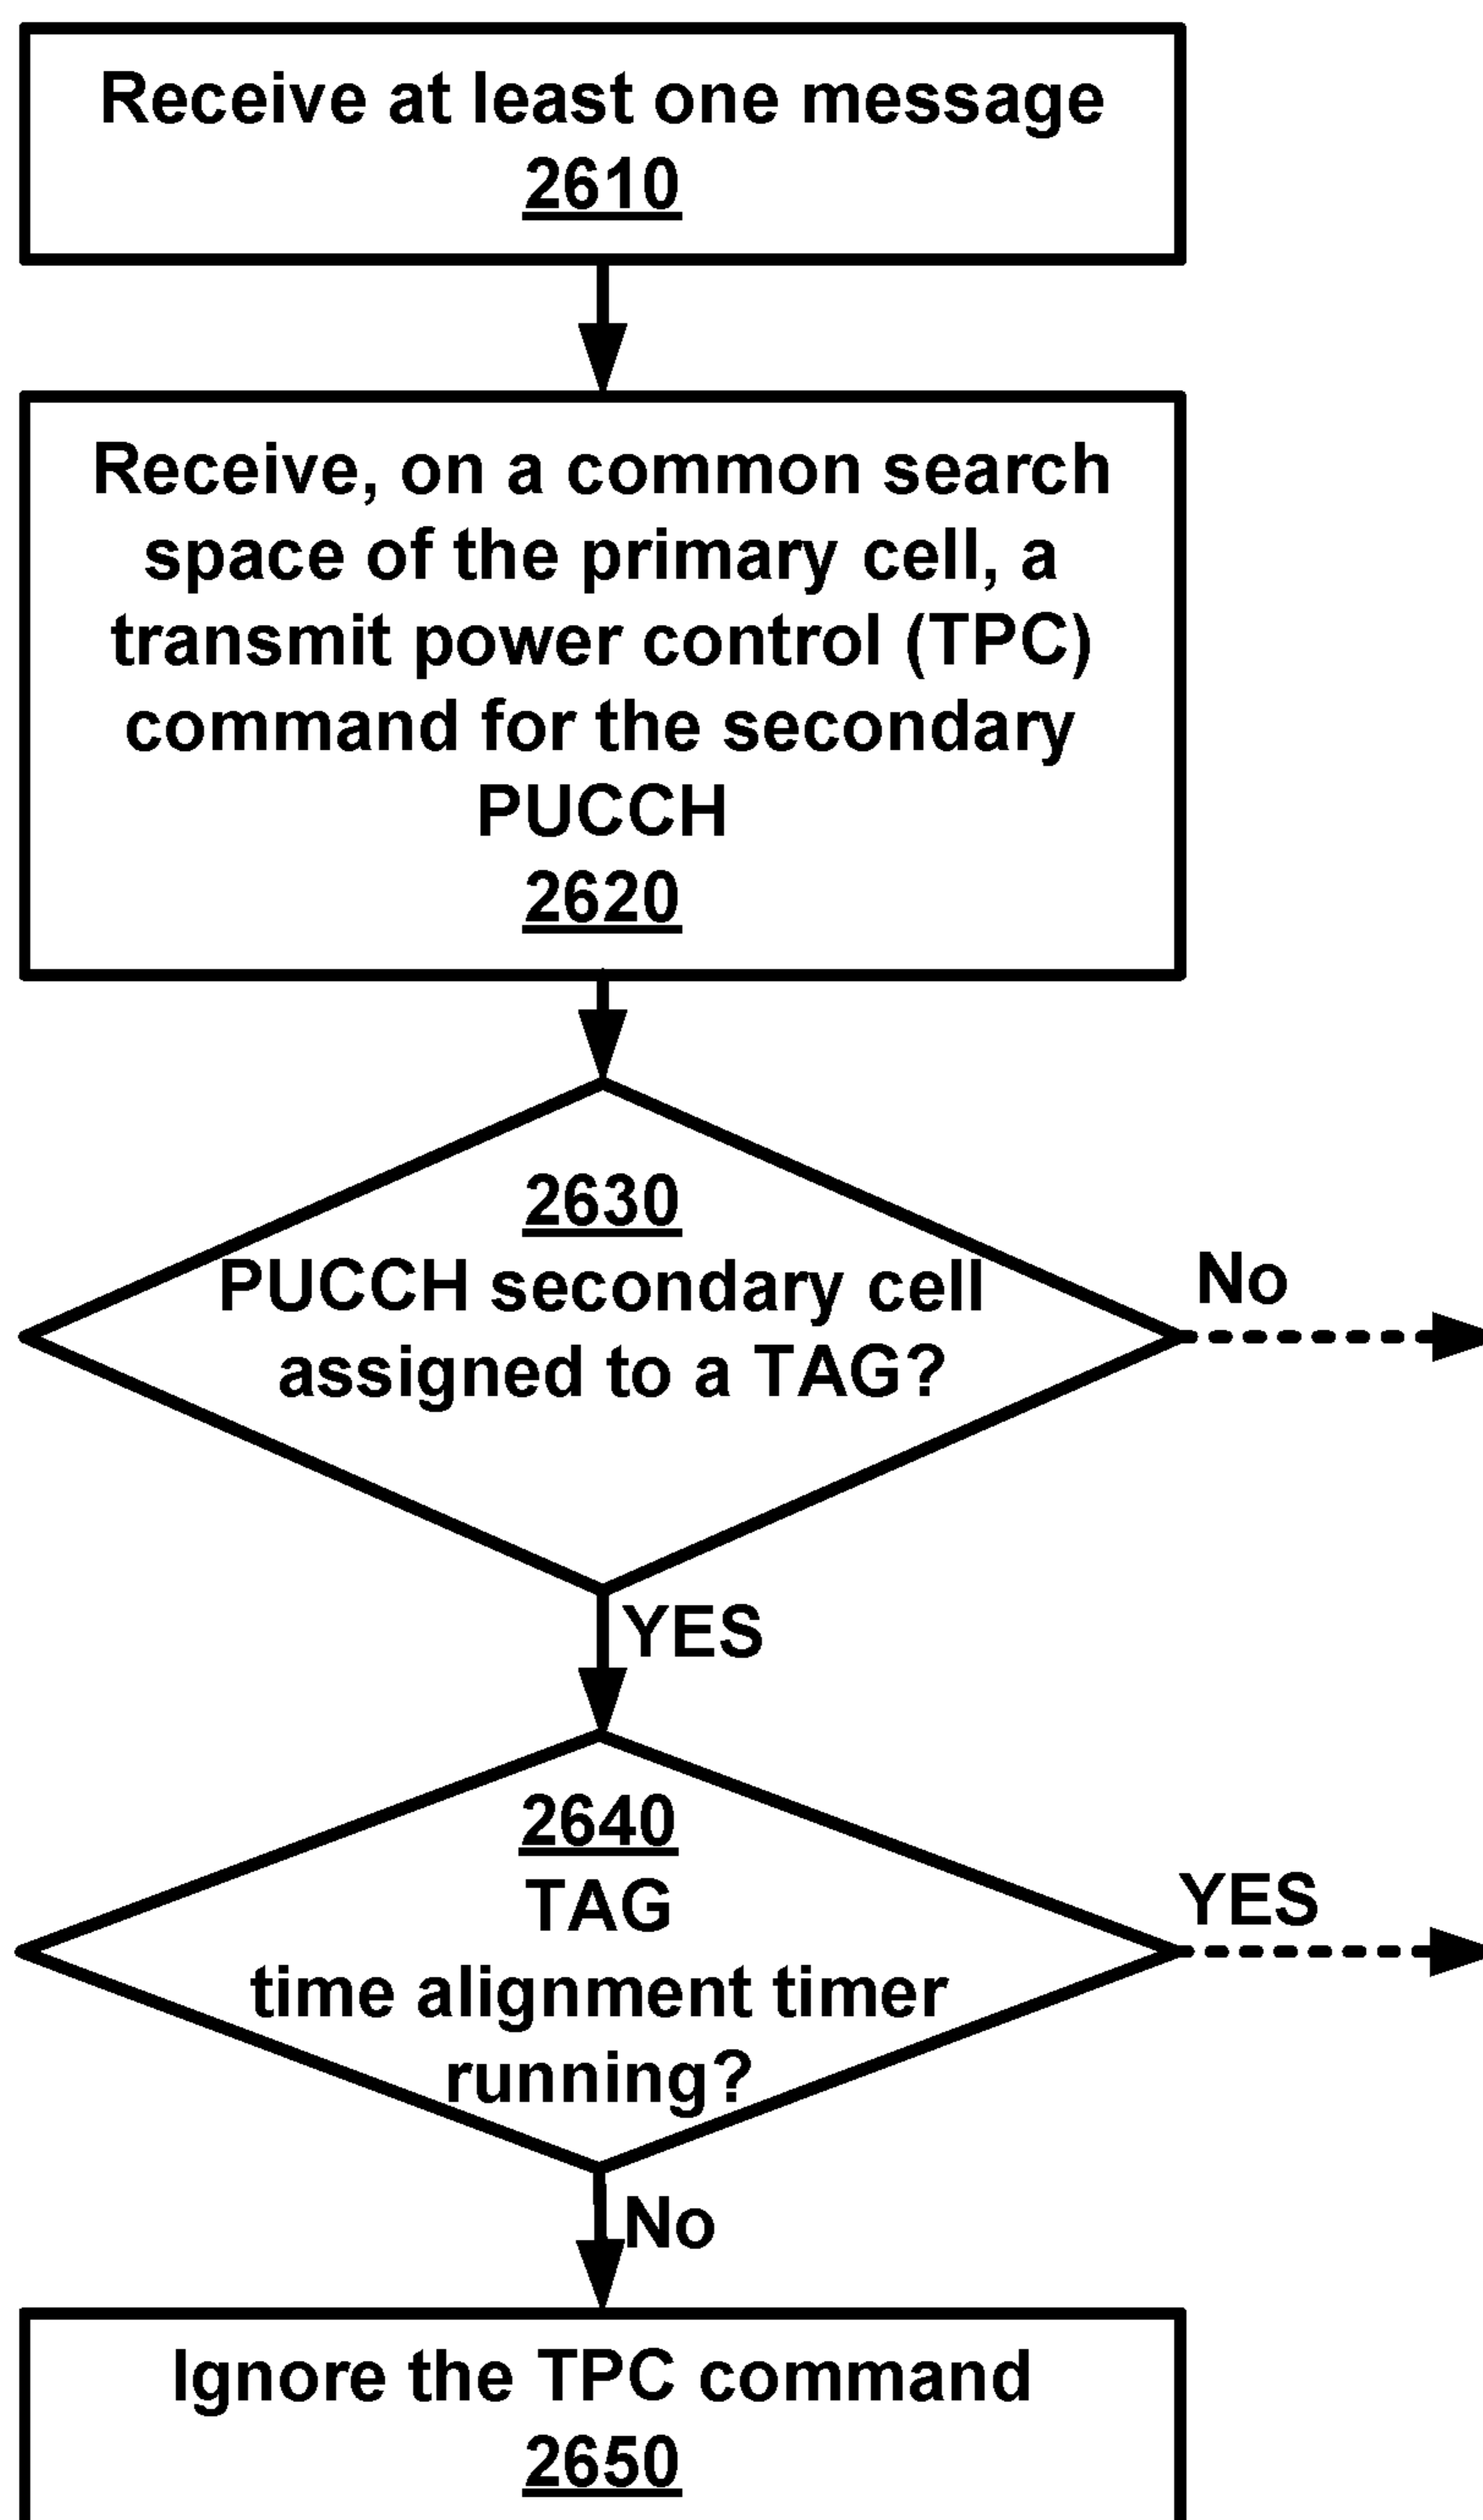 Receive at least one message
2610
Receive, on a common search
space of the primary cell, a
transmit power control (TPC)
command for the secondary
PUCCH
2620
2630
PUCCH secondary cell
assigned to a TAG?
No
YES
2640
TAG
time alignment timer
running?
YES
No
Ignore the TPC command
2650